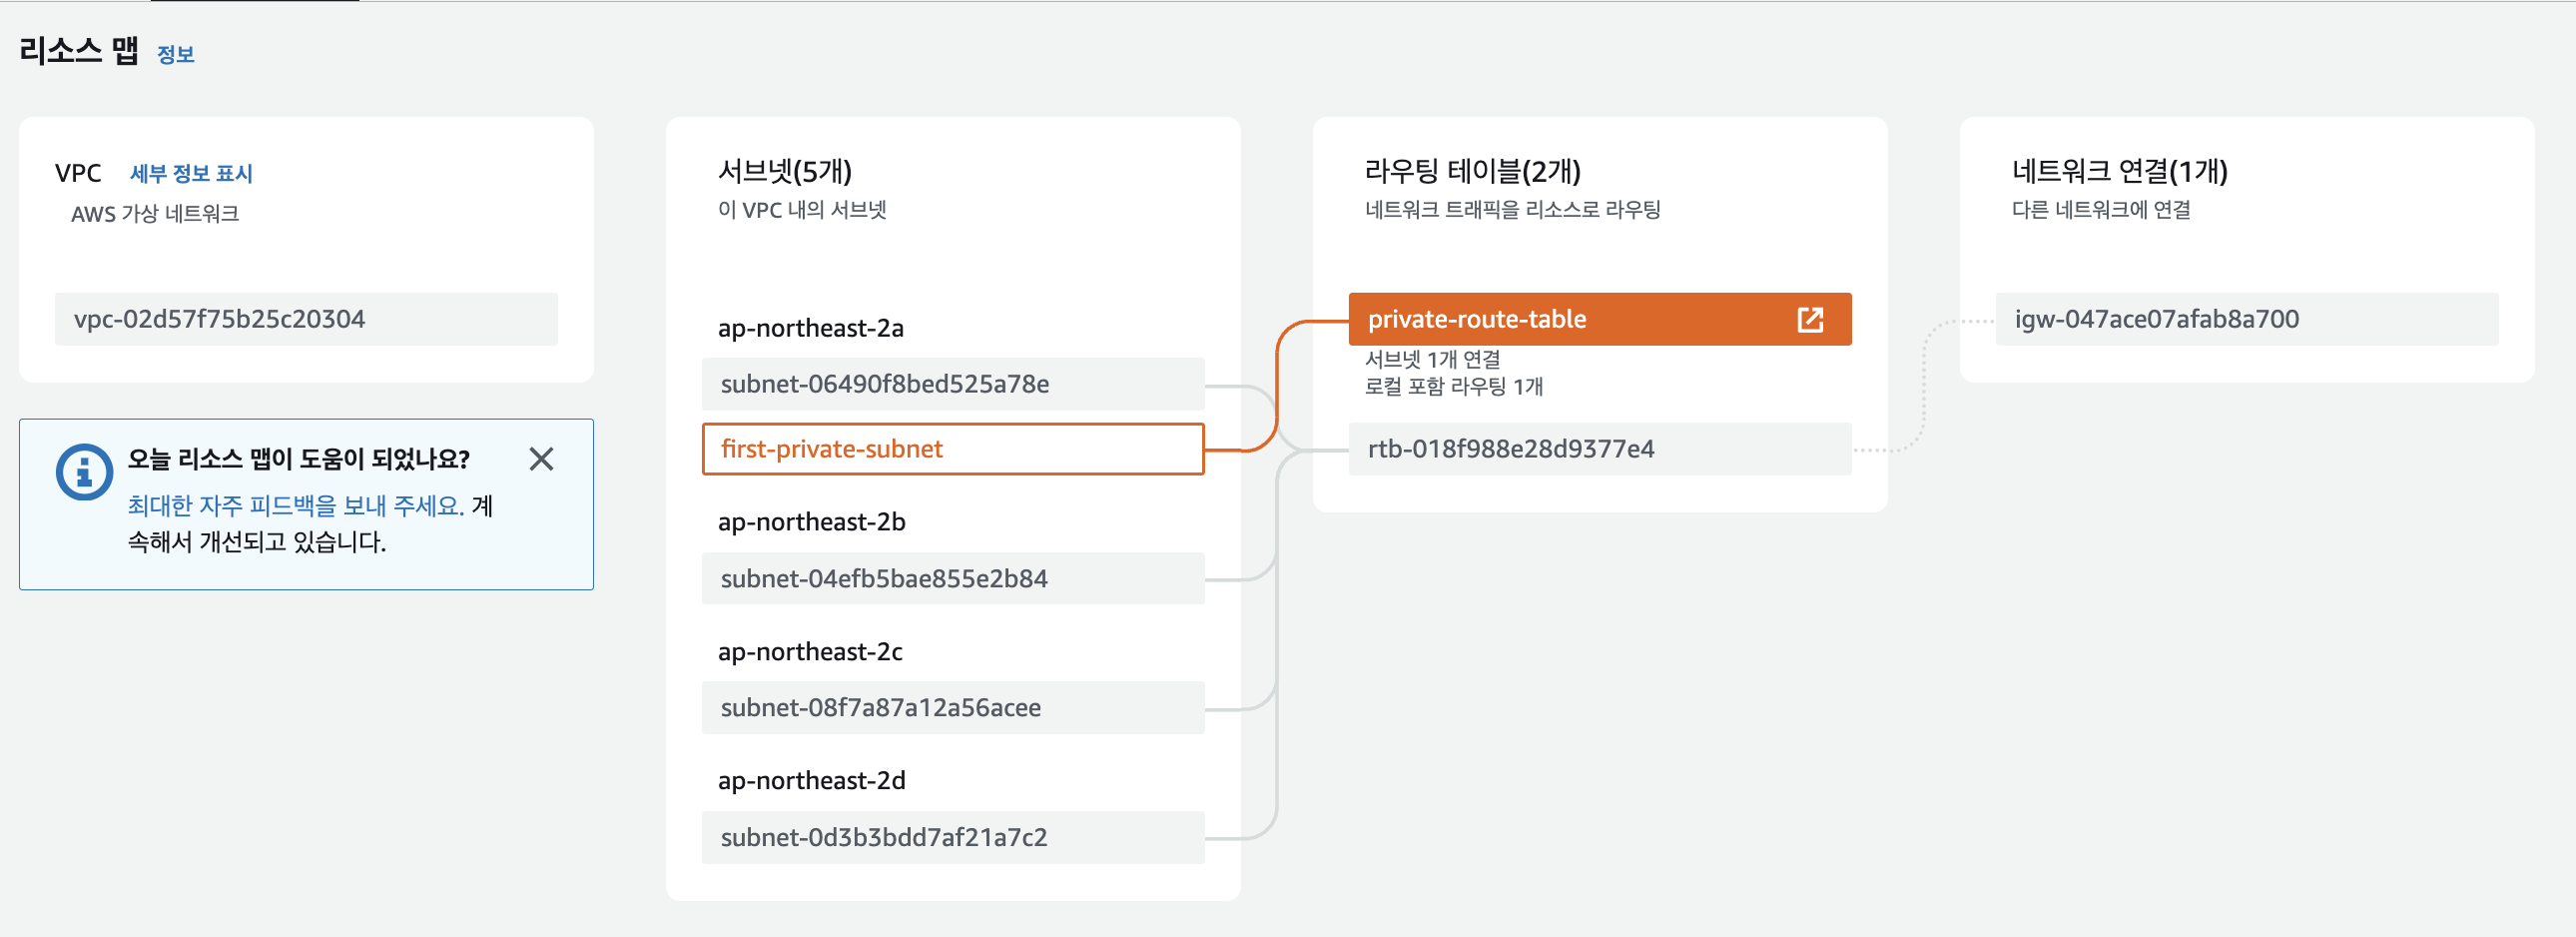 리소스 맵 정보
VPC 세부 정보 표시
AWS 가상 네트워크
vpc-02d57f75b25c20304
오늘 리소스 맵이 도움이 되었나요?
최대한 자주 피드백을 보내 주세요. 계
속해서 개선되고 있습니다.
서브넷(5개)
이 VPC 내의 서브넷
ap-northeast-2a
subnet-06490f8bed525a78e
first-private-subnet
ap-northeast-2b
subnet-04efb5bae855e2b84
ap-northeast-2c
subnet-08f7a87a12a56acee
ap-northeast-2d
subnet-0d3b3bdd7af21a7c2
라우팅 테이블(2개)
네트워크 트래픽을 리소스로 라우팅
private-route-table
서브넷 1개 연결
로컬 포함 라우팅 1개
rtb-018f988e28d9377e4
네트워크 연결(1개)
다른 네트워크에 연결
igw-047ace07afab8a700